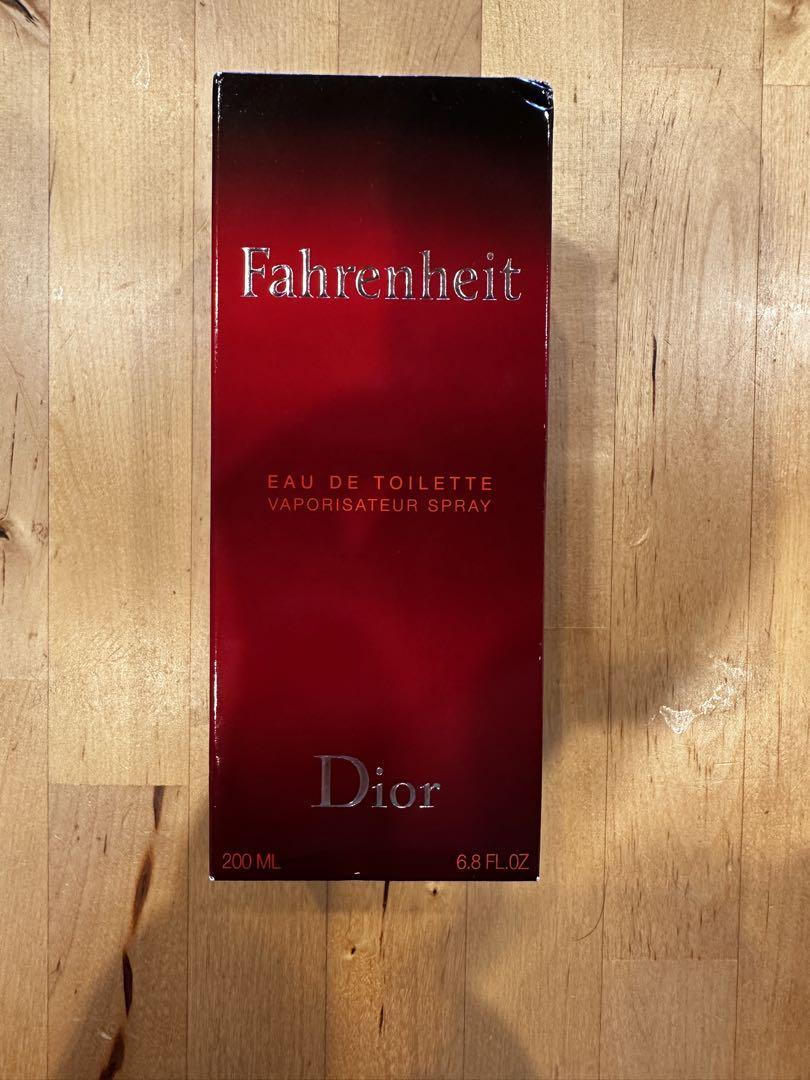 Fahrenheit
EAU DE TOILETTE
VAPORISATEUR SPRAY
Dior
200 ML 6.8 FL.OZ